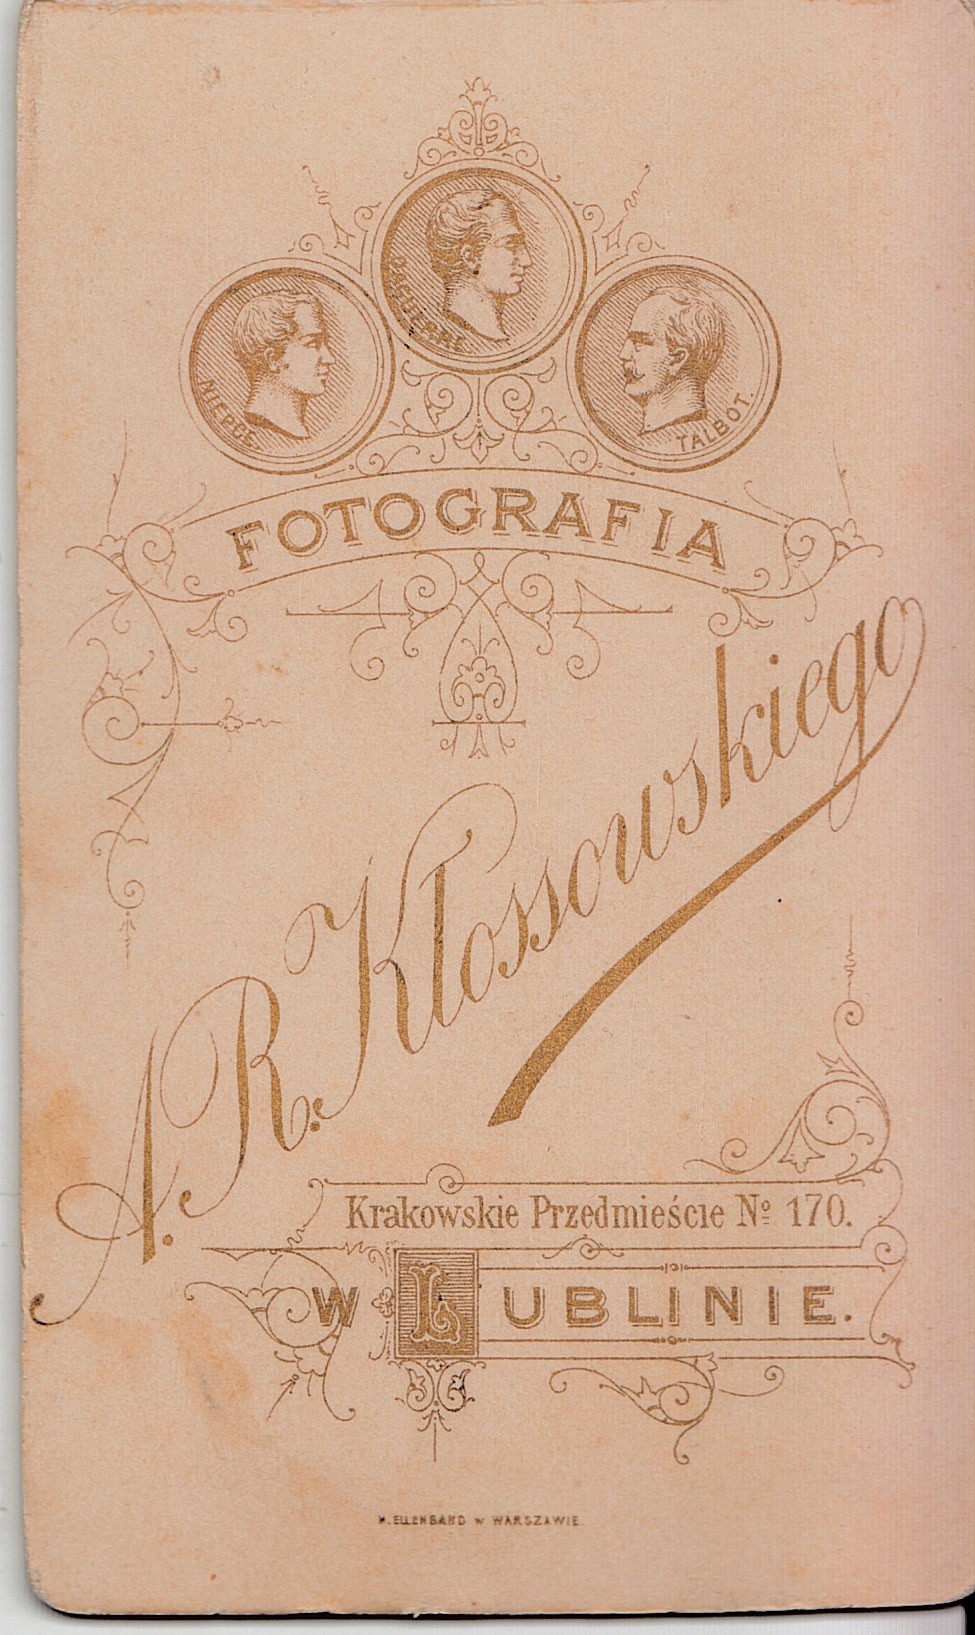 DAGUERRE.
NIEPCE.
TALBOT.
FOTOGRAFIA
A. R. Kłossowskiego
Krakowskie Przedmieście Nº 170.
W LUBLINIE.
M. ELLENBAND w WARSZAWIE.